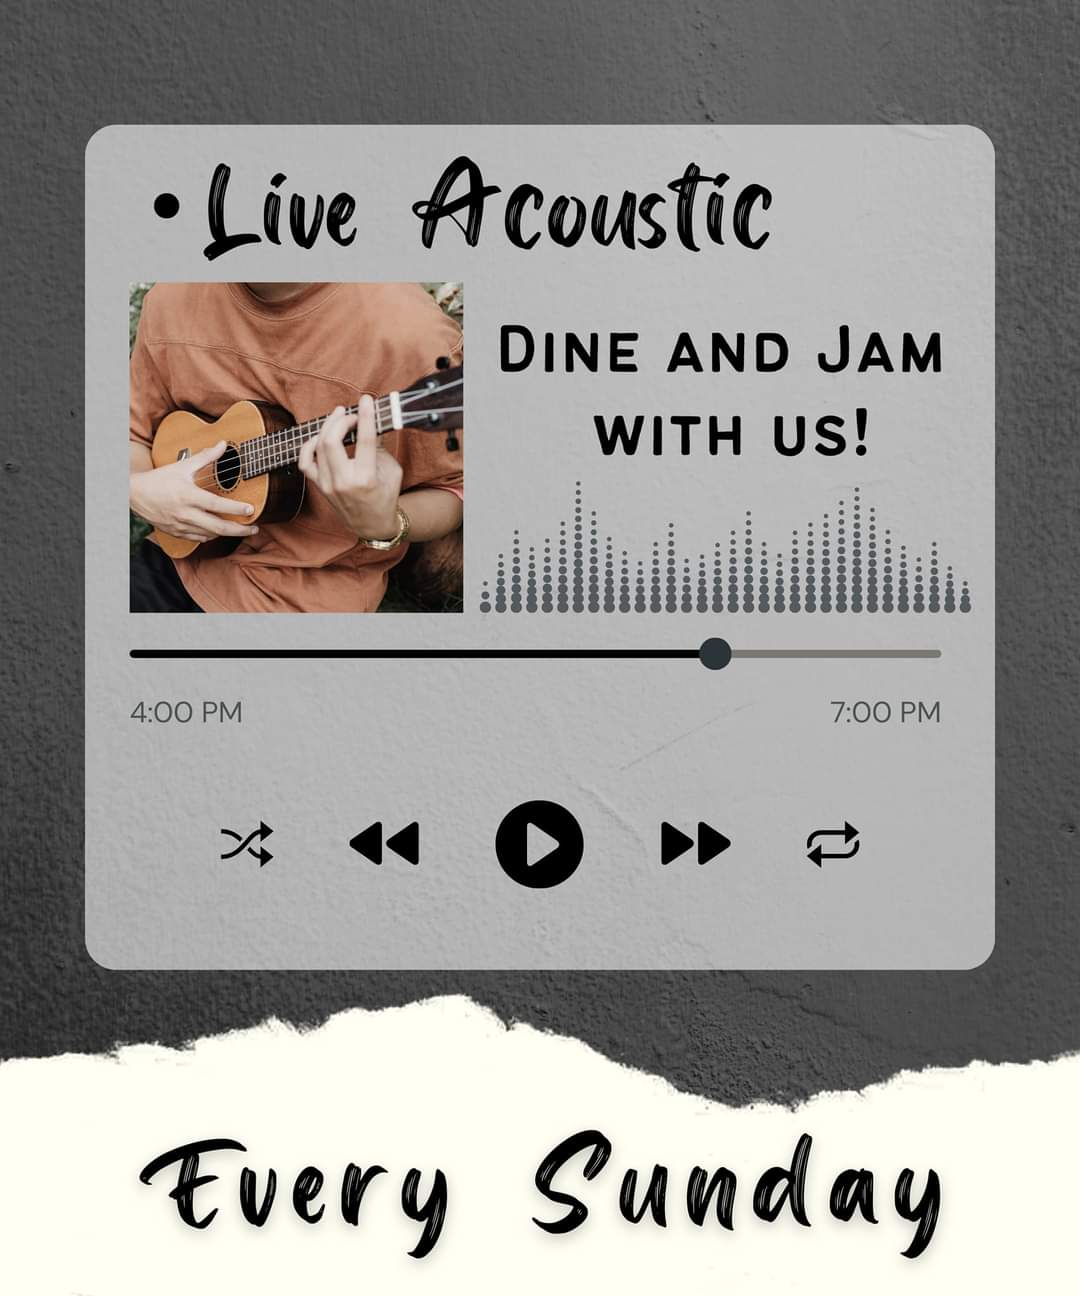 • Live Acoustic
Dine and Jam
with us!
4:00 PM
7:00 PM
Every Sunday